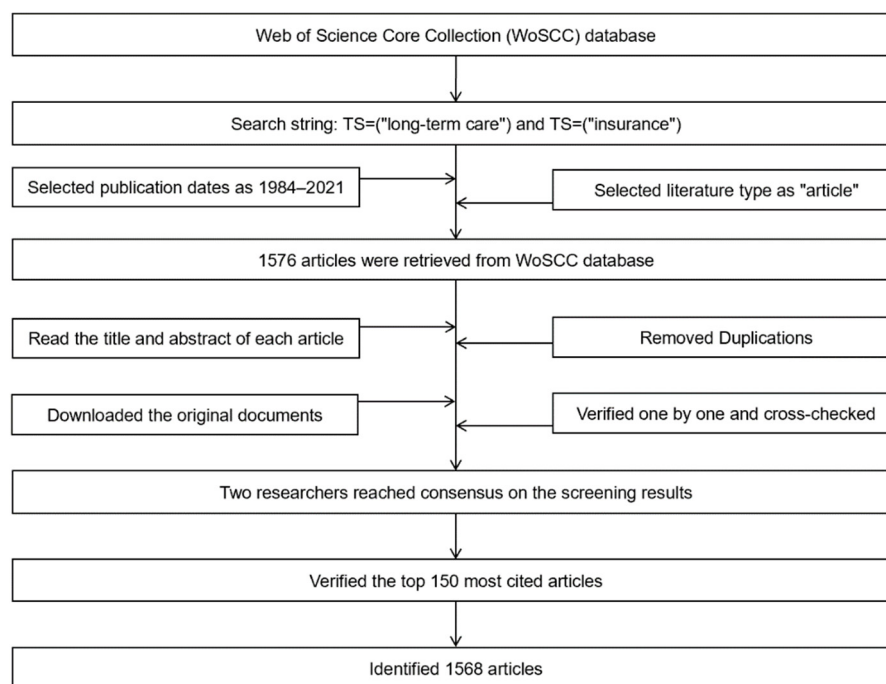 Web of Science Core Collection (WoSCC) database
Search string: TS=("long-term care") and TS=("insurance")
Selected publication dates as 1984–2021
Selected literature type as "article"
1576 articles were retrieved from WoSCC database
Read the title and abstract of each article
Removed Duplications
Downloaded the original documents
Verified one by one and cross-checked
Two researchers reached consensus on the screening results
Verified the top 150 most cited articles
Identified 1568 articles